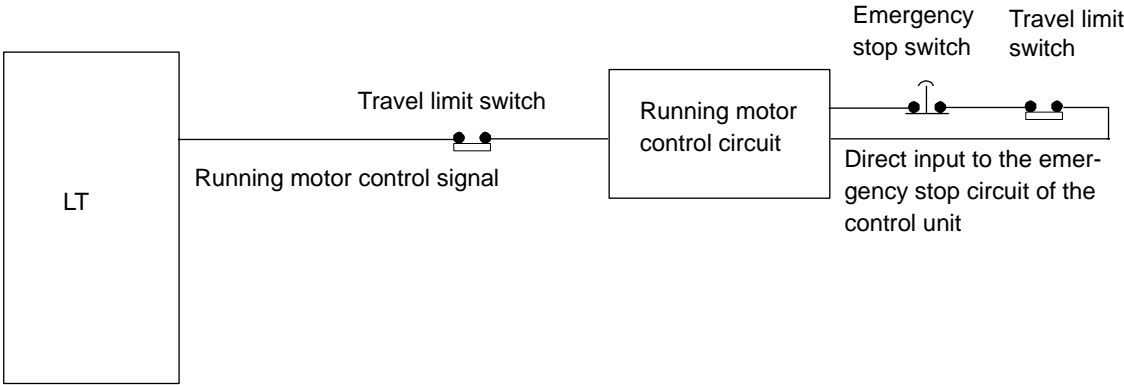 Emergency
stop switch
Travel limit
switch
Travel limit switch
Running motor
control circuit
Running motor control signal
Direct input to the emer-
gency stop circuit of the
control unit
LT